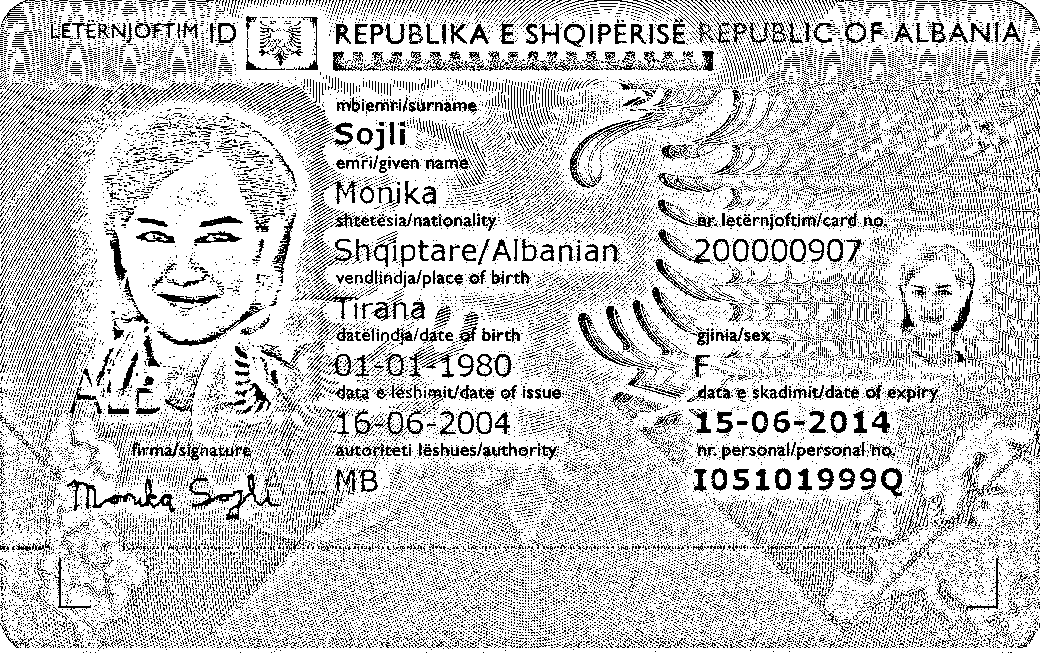 LETËRNJOFTIM ID REPUBLIKA E SHQIPËRISË REPUBLIC OF ALBANIA
mbiemri/surname
Sojli
emri/given name
Monika
shtetësia/nationality
nr. letërnjoftim/card no.
Shqiptare/Albanian
200000907
vendlindja/place of birth
Tirana
datëlindja/date of birth
gjinia/sex
01-01-1980
F
data e lëshimit/date of issue
data e skadimit/date of expiry
16-06-2004
15-06-2014
firma/signature
autoriteti lëshues/authority
nr. personal/personal no.
MB
I05101999Q
Monika Sojli